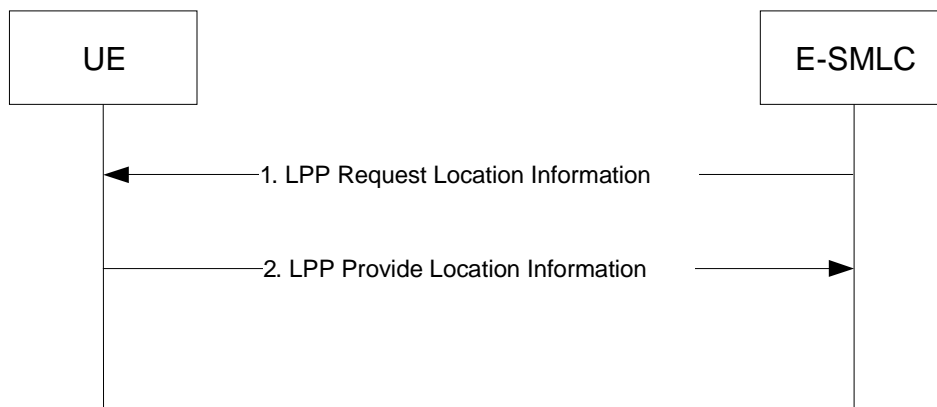 UE
E-SMLC
1. LPP Request Location Information
2. LPP Provide Location Information